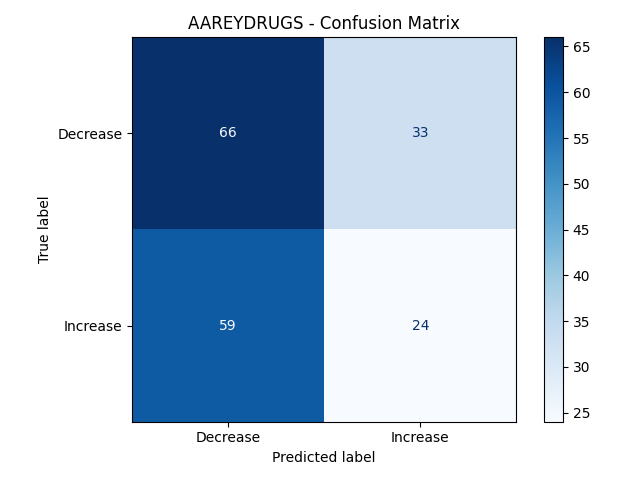 AAREYDRUGS - Confusion Matrix
True label
Decrease
Increase
66
33
59
24
Decrease
Increase
Predicted label
65
60
55
50
45
40
35
30
25